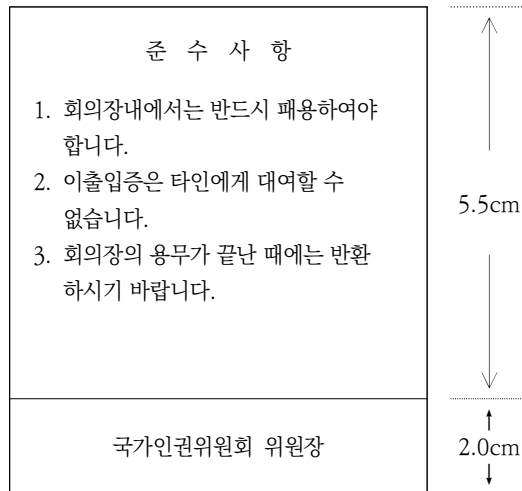 준 수 사 항
1. 회의장내에서는 반드시 패용하여야
합니다.
2. 이출입증은 타인에게 대여할 수
없습니다.
3. 회의장의 용무가 끝난 때에는 반환
하시기 바랍니다.
5.5cm
국가인권위원회 위원장
2.0cm